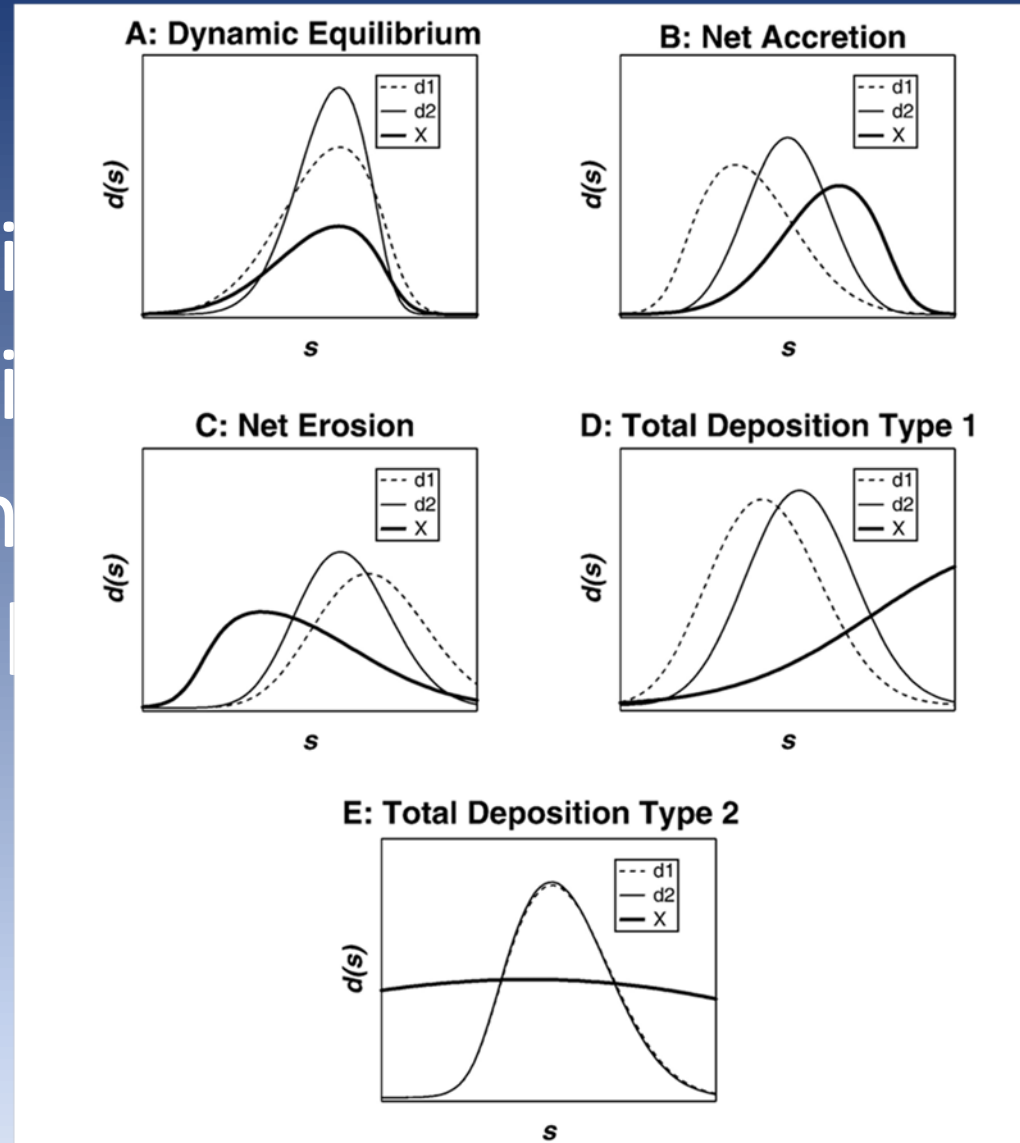 A: Dynamic Equilibrium
d(s)
d1
d2
X
s
B: Net Accretion
d(s)
d1
d2
X
s
i
i
C: Net Erosion
d(s)
d1
d2
X
s
D: Total Deposition Type 1
d(s)
d1
d2
X
s
E: Total Deposition Type 2
d(s)
d1
d2
X
s